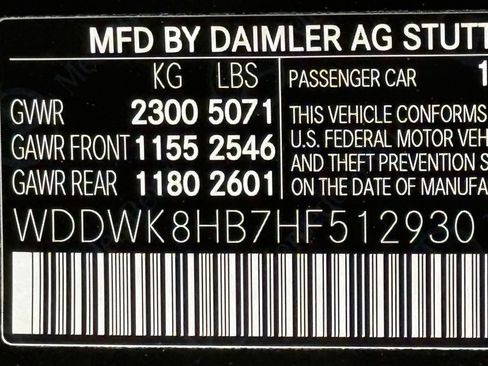 MFD BY DAIMLER AG STUTT
KG LBS
GVWR 2300 5071
GAWR FRONT 1155 2546
GAWR REAR 1180 2601
PASSENGER CAR 1
THIS VEHICLE CONFORMS
U.S. FEDERAL MOTOR VEH
AND THEFT PREVENTION S
ON THE DATE OF MANUFA
WDDWK8HB7HF512930